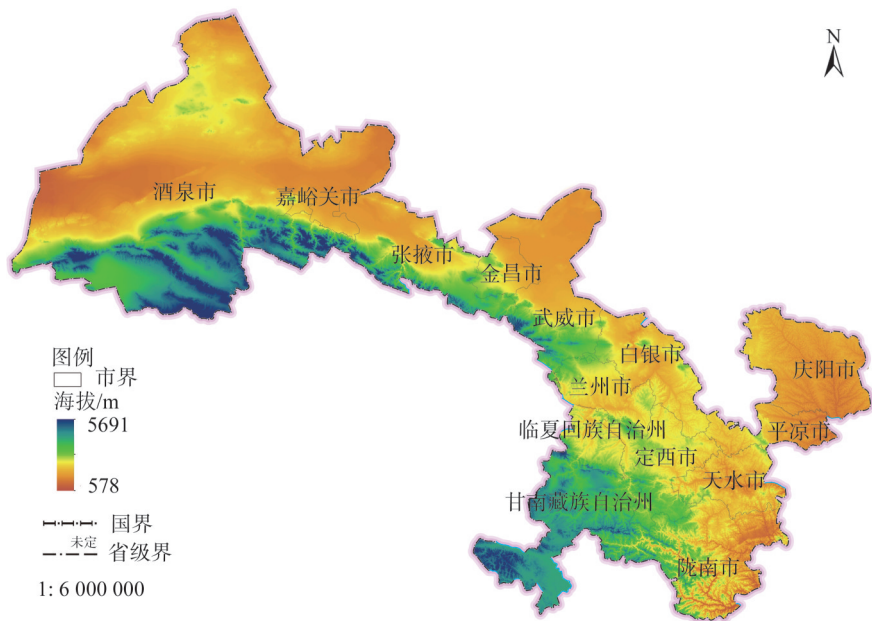 N
酒泉市
嘉峪关市
张掖市
金昌市
武威市
白银市
兰州市
庆阳市
平凉市
临夏回族自治州
定西市
天水市
甘南藏族自治州
陇南市
图例
市界
海拔/m
5691
578
国界
未定
省级界
1: 6 000 000